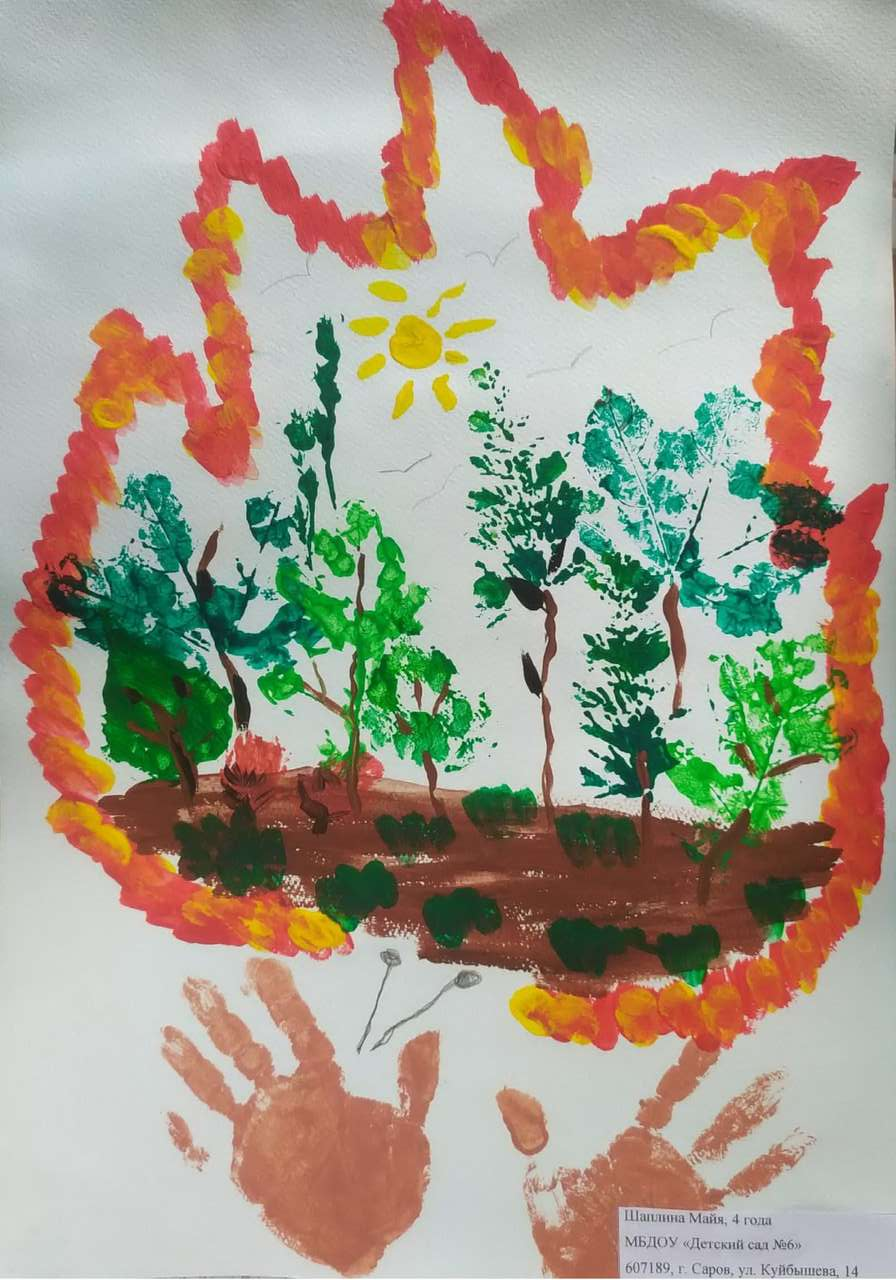 Шаплина Майя, 4 года
МБДОУ «Детский сад №6»
607189, г. Саров, ул. Куйбышева, 14